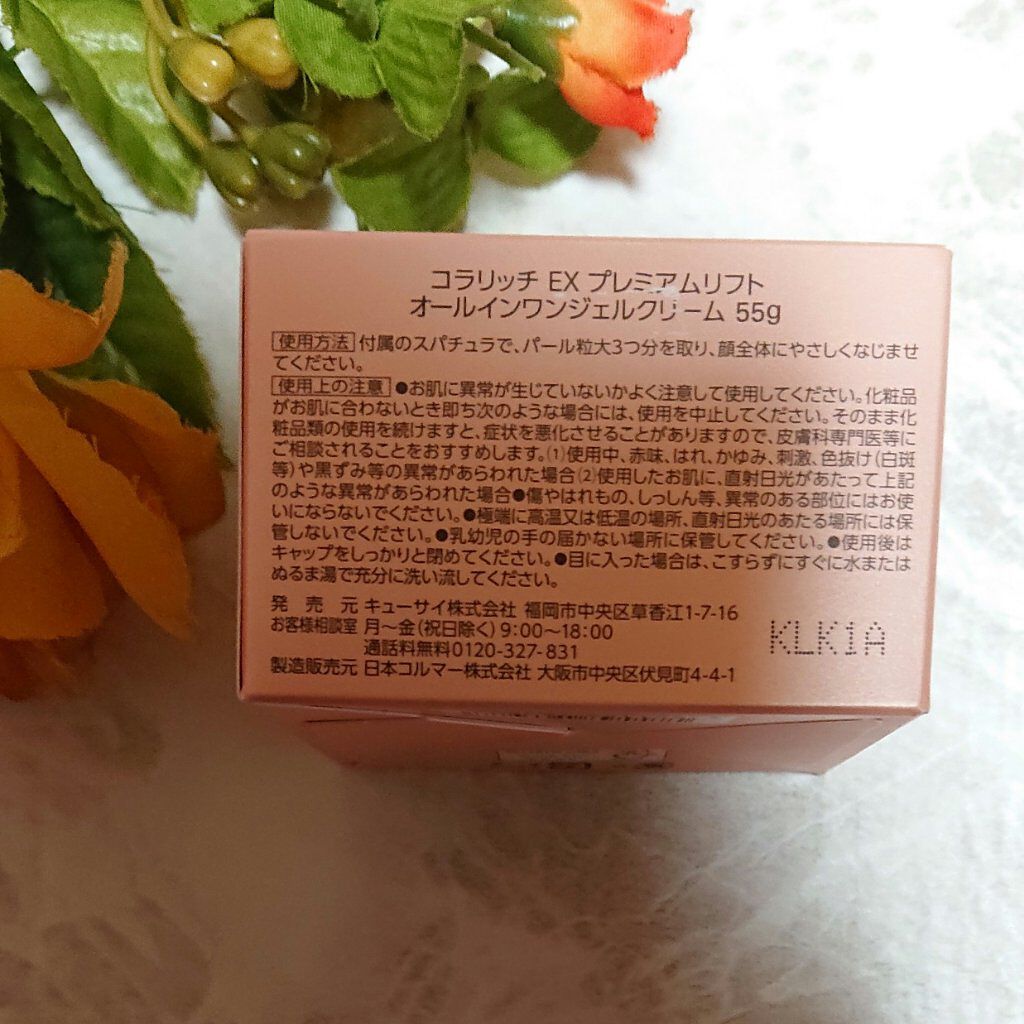 コラリッチ EX プレミアムリフト
オールインワンジェルクリーム 55g
使用方法 付属のスパチュラで、パール粒大3つ分を取り、顔全体にやさしくなじませ
てください。
使用上の注意 ●お肌に異常が生じていないかよく注意して使用してください。化粧品
がお肌に合わないとき即ち次のような場合には、使用を中止してください。そのまま化
粧品類の使用を続けますと、症状を悪化させることがありますので、皮膚科専門医等に
ご相談されることをおすすめします。(1)使用中、赤味、はれ、かゆみ、刺激、色抜け(白斑
等)や黒ずみ等の異常があらわれた場合(2)使用したお肌に、直射日光があたって上記
のような異常があらわれた場合●傷やはれもの、しっしん等、異常のある部位にはお使
いにならないでください。●極端に高温又は低温の場所、直射日光のあたる場所には保
管しないでください。●乳幼児の手の届かない場所に保管してください。●使用後は
キャップをしっかりと閉めてください。●目に入った場合は、こすらずにすぐに水または
ぬるま湯で充分に洗い流してください。
発売元 キューサイ株式会社 福岡市中央区草香江1-7-16
お客様相談室 月〜金(祝日除く) 9:00〜18:00
通話料無料0120-327-831
製造販売元 日本コルマー株式会社 大阪市中央区伏見町4-4-1
KLK1A